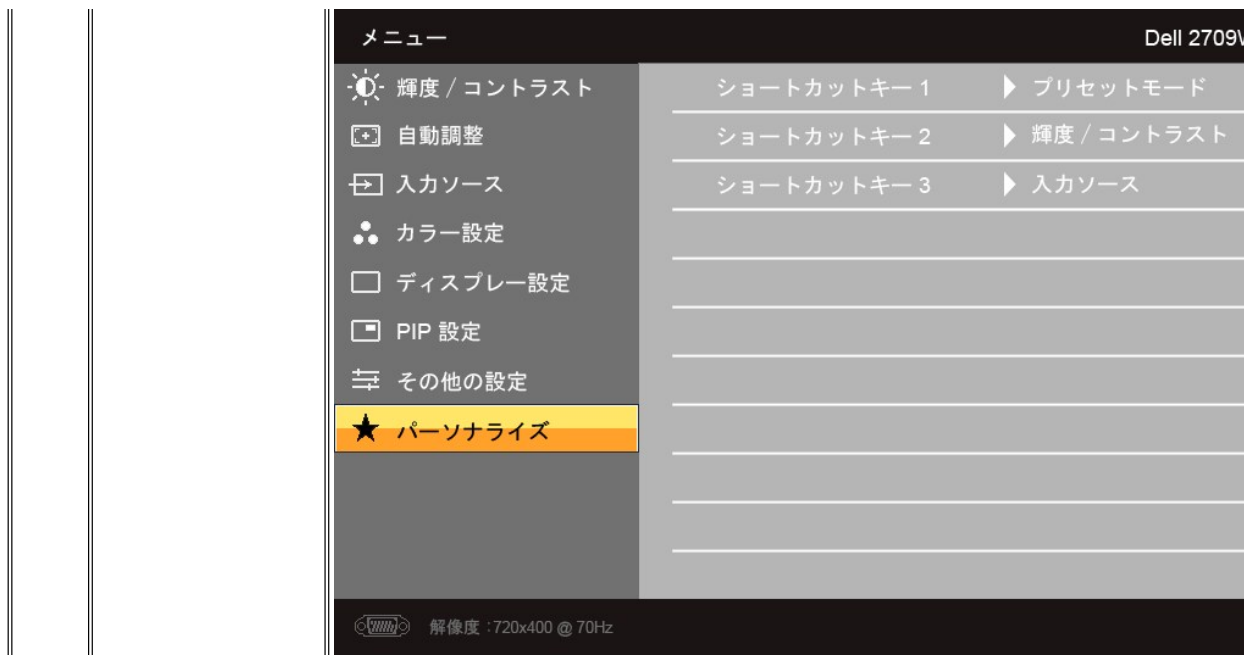 メニュー Dell 2709W
輝度 / コントラスト ショートカットキー 1 プリセットモード
自動調整 ショートカットキー 2 輝度 / コントラスト
入力ソース ショートカットキー 3 入力ソース
カラー設定
ディスプレー設定
PIP 設定
その他の設定
パーソナライズ
解像度 :720x400 @ 70Hz